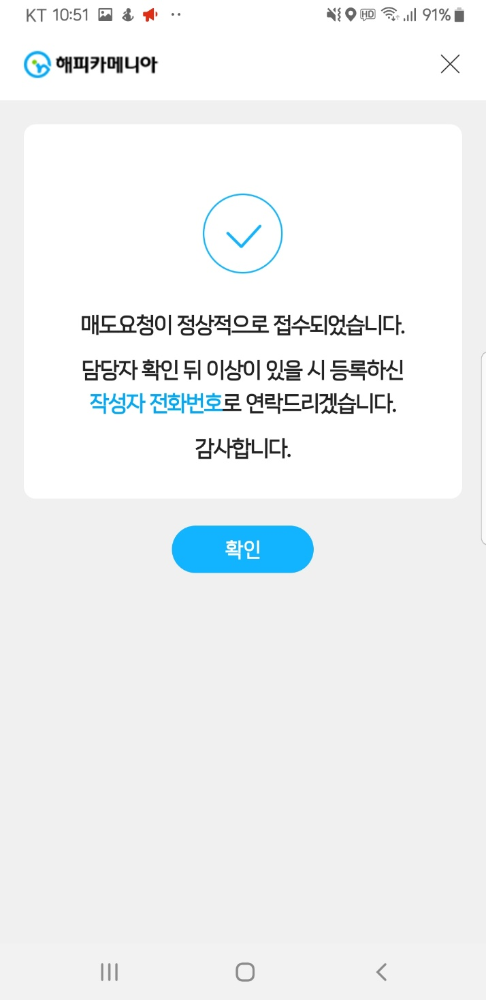 KT 10:51 HD 91%
해피카메니아
매도요청이 정상적으로 접수되었습니다.
담당자 확인 뒤 이상이 있을 시 등록하신
작성자 전화번호로 연락드리겠습니다.
감사합니다.
확인